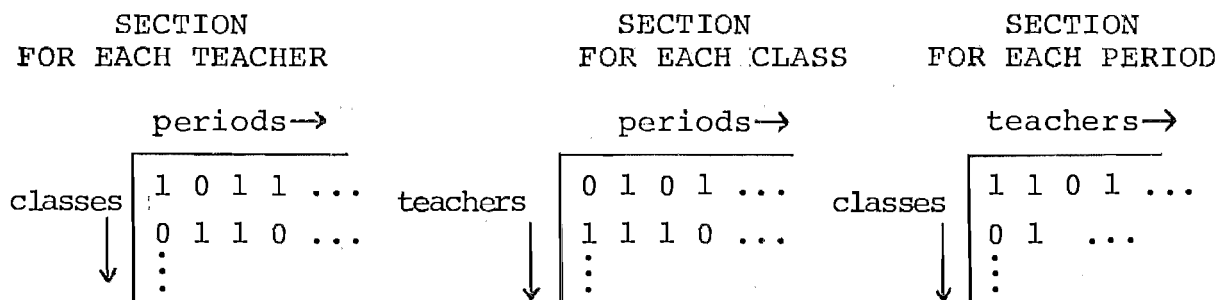 SECTION SECTION SECTION
FOR EACH TEACHER FOR EACH CLASS FOR EACH PERIOD
periods→ periods→ teachers→
classes 1 0 1 1 ... teachers 0 1 0 1 ... classes 1 1 0 1 ...
0 1 1 0 ... 1 1 1 0 ... 0 1 ...